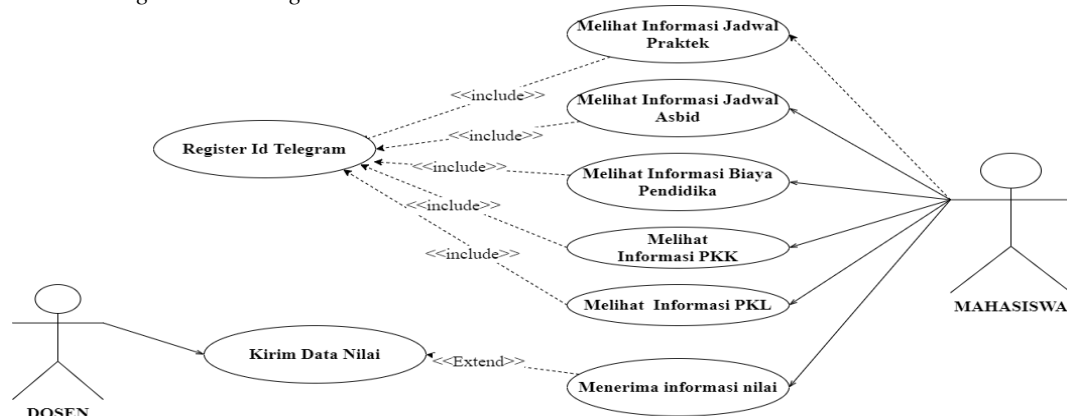 Melihat Informasi Jadwal
Praktek
<<include>>
Melihat Informasi Jadwal
Asbid
<<include>>
Register Id Telegram
<<include>>
Melihat Informasi Biaya
Pendidika
<<include>>
Melihat
Informasi PKK
<<include>>
Melihat Informasi PKL
MAHASISWA
Kirim Data Nilai
<<Extend>>
Menerima informasi nilai
DOSEN